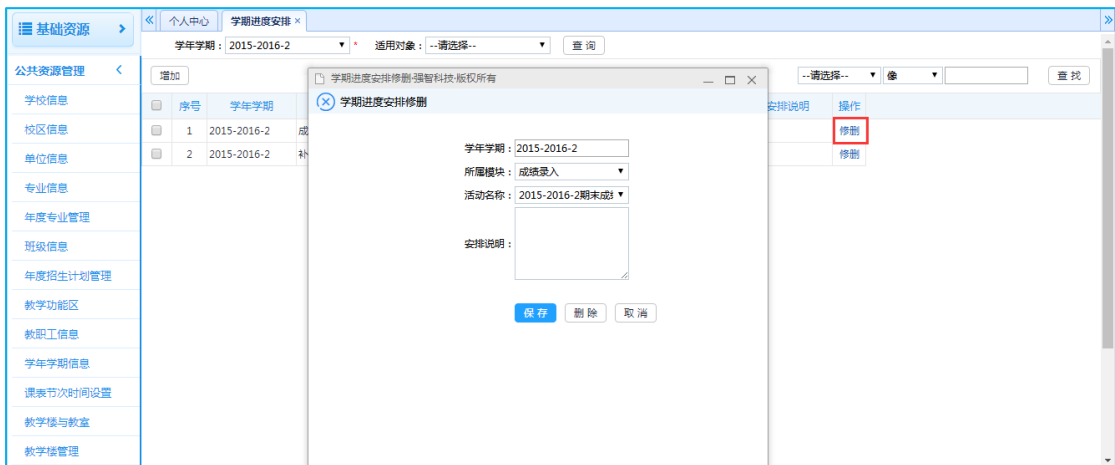 基础资源
个人中心 学期进度安排 ×
学年学期：2015-2016-2 * 适用对象：--请选择-- 查 询
公共资源管理
学校信息
校区信息
单位信息
专业信息
年度专业管理
班级信息
年度招生计划管理
教学功能区
教职工信息
学年学期信息
课表节次时间设置
教学楼与教室
教学楼管理
增加 --请选择-- 像 查 找
序号 学年学期 安排说明 操作
1 2015-2016-2 成 修删
2 2015-2016-2 补 修删
学期进度安排修删-强智科技-版权所有
学期进度安排修删
学年学期：2015-2016-2
所属模块：成绩录入
活动名称：2015-2016-2期末成绩
安排说明：
保 存 删 除 取 消